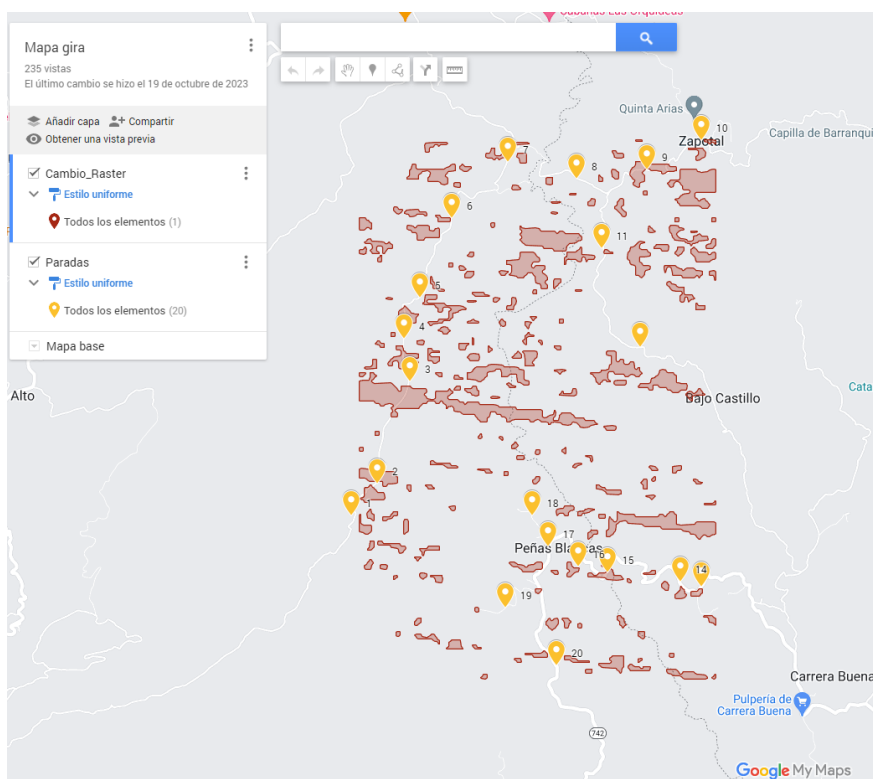 Cabañas Las Orquídeas
Mapa gira
235 vistas
El último cambio se hizo el 19 de octubre de 2023
Añadir capa
Compartir
Obtener una vista previa
Cambio_Raster
Estilo uniforme
Todos los elementos (1)
Paradas
Estilo uniforme
Todos los elementos (20)
Mapa base
Quinta Arias
10
Zapotal
Capilla de Barranqui
7
8
9
6
11
5
4
3
Alto
Cata
Bajo Castillo
2
1
18
17
Peñas Blancas
16
15
14
19
20
Carrera Buena
Pulpería de
Carrera Buena
742
Google My Maps